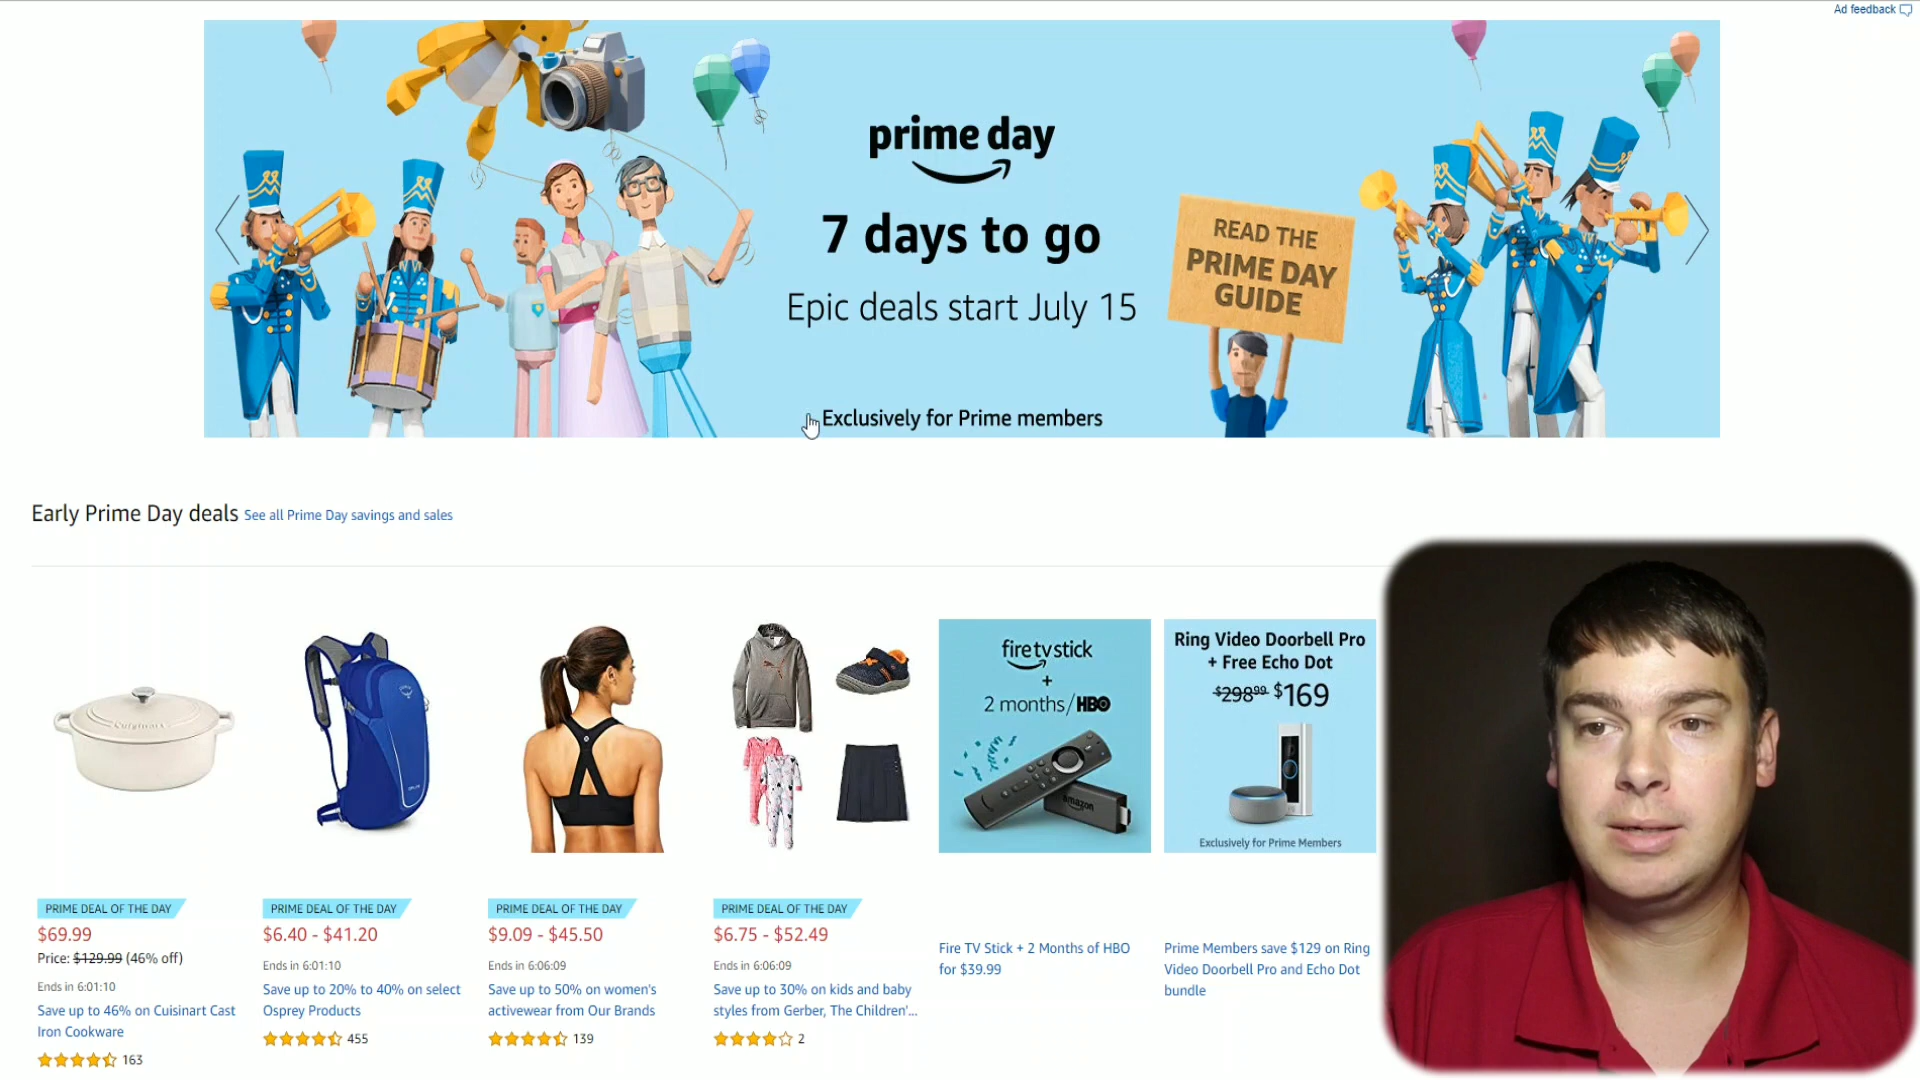 Ad feedback
prime day
7 days to go
Epic deals start July 15
Exclusively for Prime members
READ THE
PRIME DAY
GUIDE
Early Prime Day deals See all Prime Day savings and sales
Cuisinart
PRIME DEAL OF THE DAY
$69.99
Price: $129.99 (46% off)
Ends in 6:01:10
Save up to 46% on Cuisinart Cast
Iron Cookware
163
PRIME DEAL OF THE DAY
$6.40 - $41.20
Ends in 6:01:10
Save up to 20% to 40% on select
Osprey Products
455
PRIME DEAL OF THE DAY
$9.09 - $45.50
Ends in 6:06:09
Save up to 50% on women's
activewear from Our Brands
139
PRIME DEAL OF THE DAY
$6.75 - $52.49
Ends in 6:06:09
Save up to 30% on kids and baby
styles from Gerber, The Children'...
2
fire tv stick
+
2 months/HBO
amazon
Fire TV Stick + 2 Months of HBO
for $39.99
Ring Video Doorbell Pro
+ Free Echo Dot
$298.99 $169
Exclusively for Prime Members
Prime Members save $129 on Ring
Video Doorbell Pro and Echo Dot
bundle